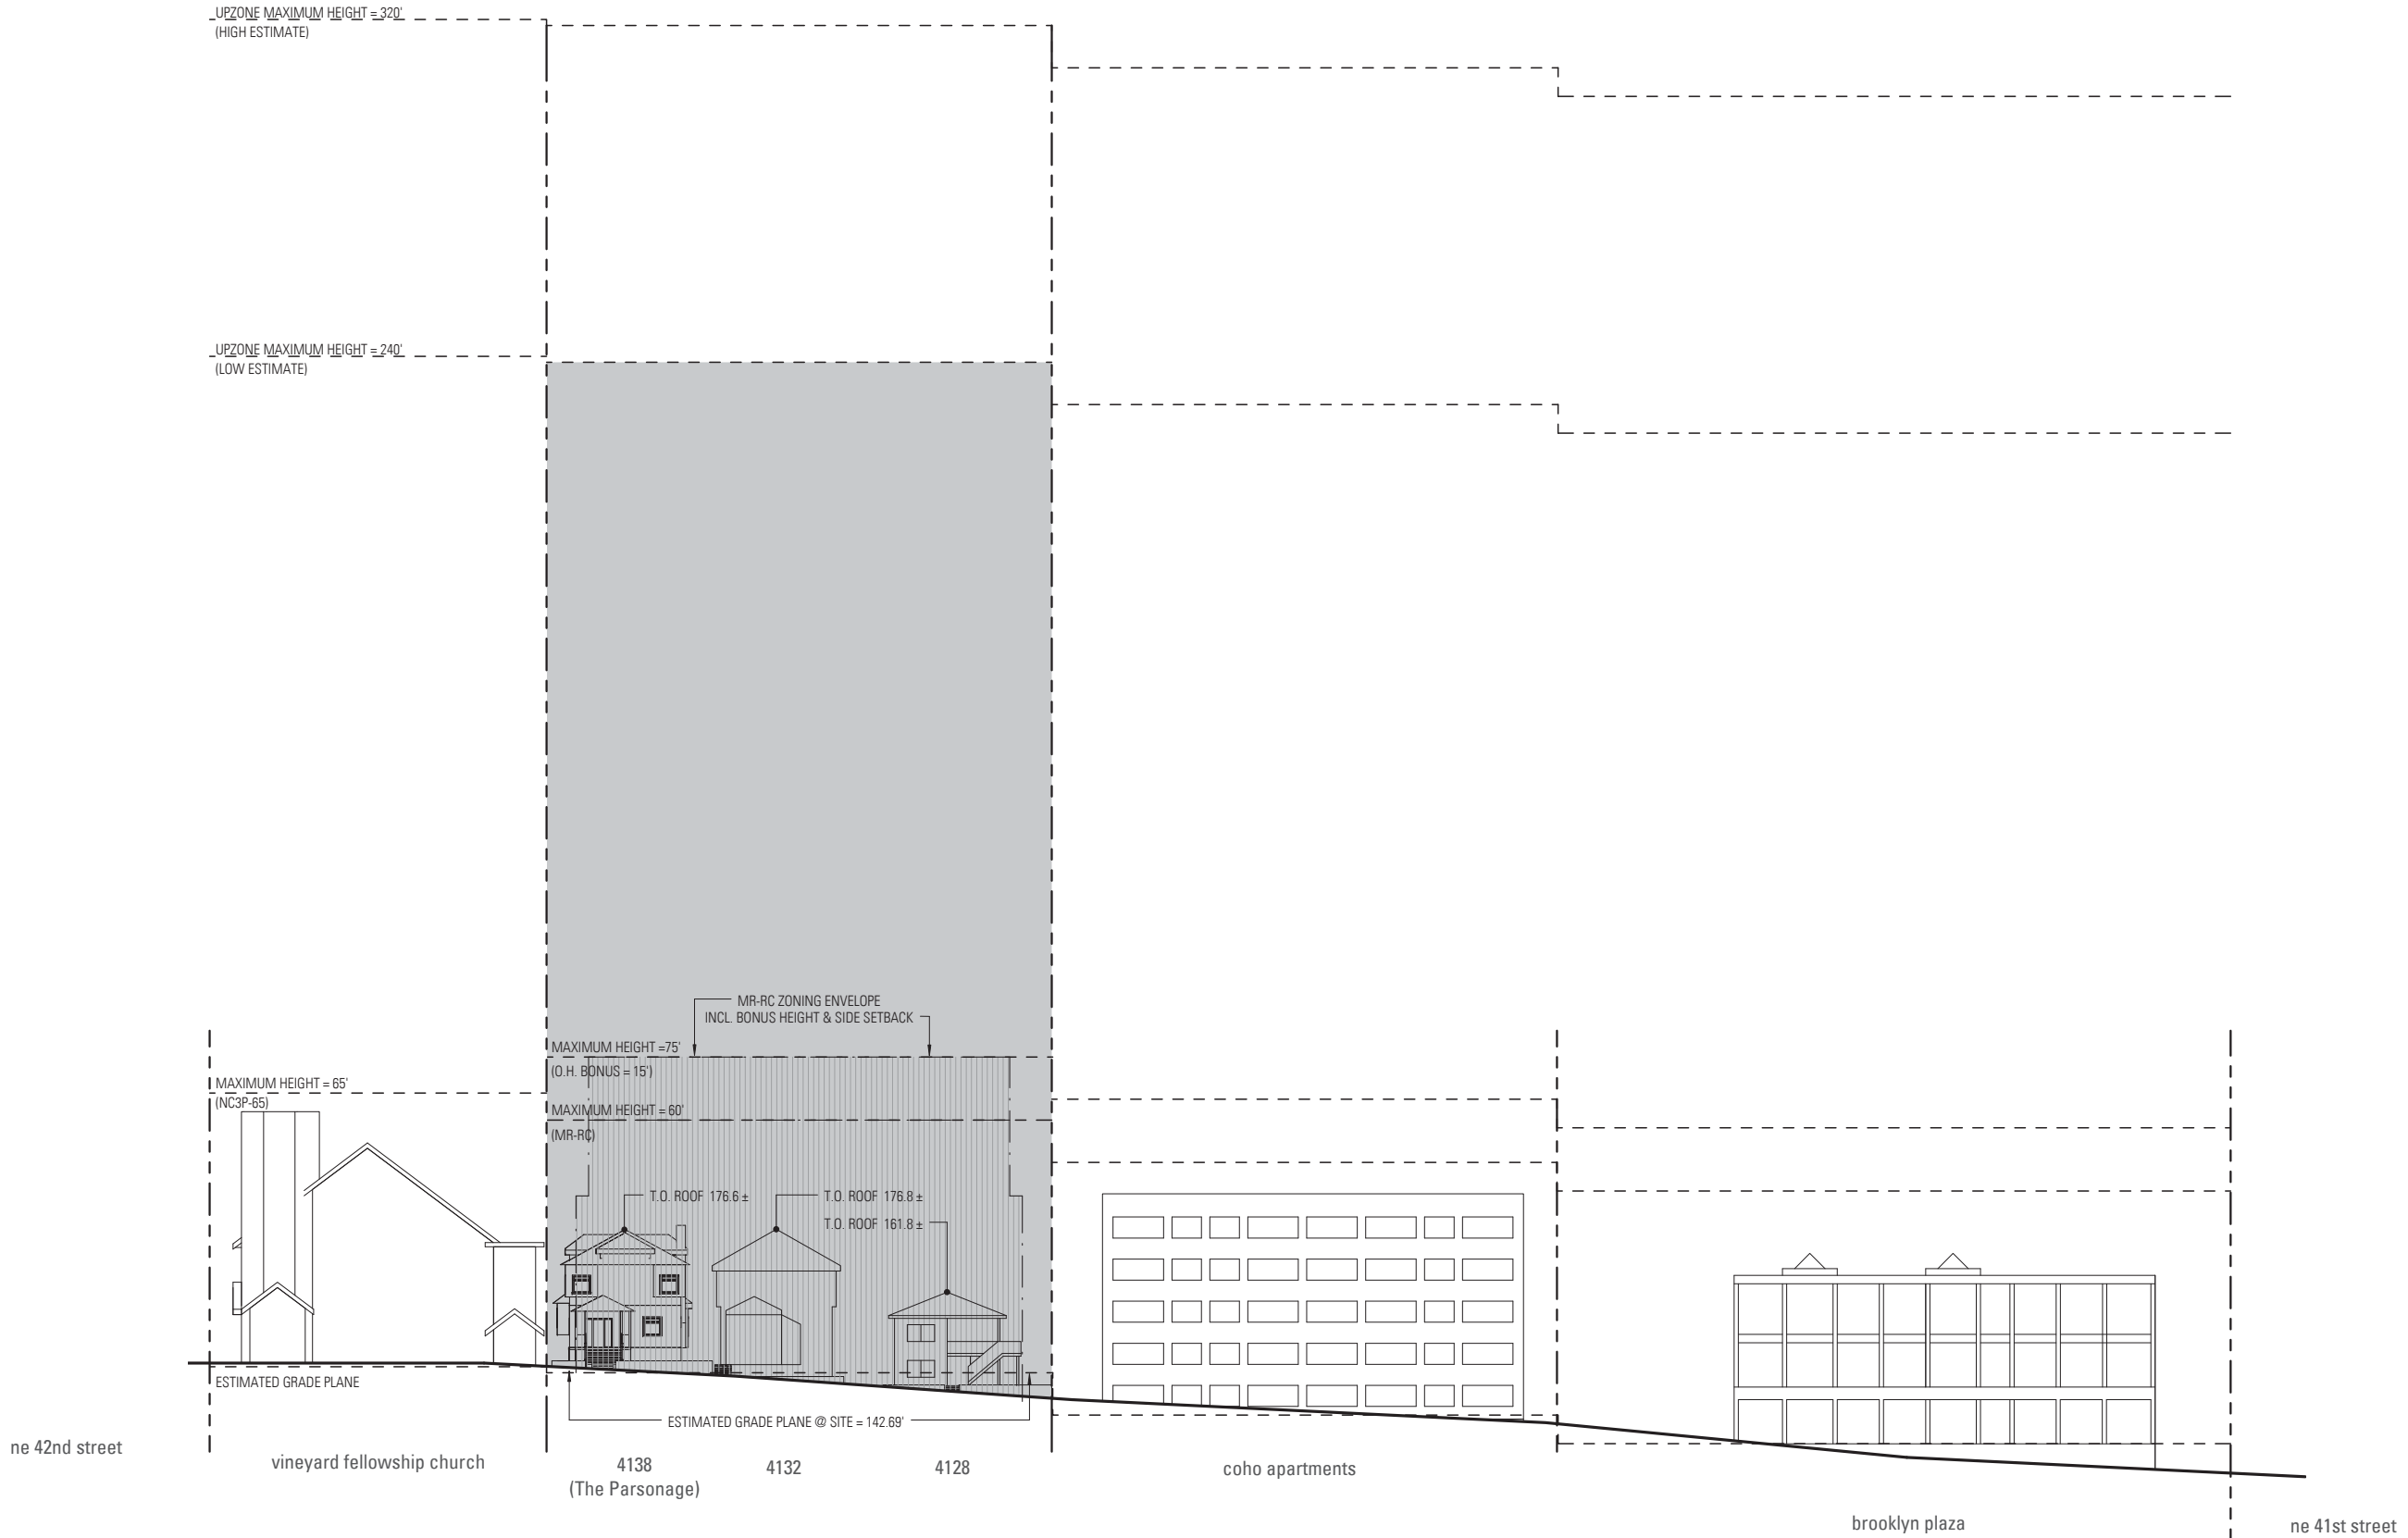 UPZONE MAXIMUM HEIGHT = 320'
(HIGH ESTIMATE)
UPZONE MAXIMUM HEIGHT = 240'
(LOW ESTIMATE)
MR-RC ZONING ENVELOPE
INCL. BONUS HEIGHT & SIDE SETBACK
MAXIMUM HEIGHT =75'
(O.H. BONUS = 15')
MAXIMUM HEIGHT = 65'
(NC3P-65)
MAXIMUM HEIGHT = 60'
(MR-RC)
T.O. ROOF 176.6 ±
T.O. ROOF 176.8 ±
T.O. ROOF 161.8 ±
ESTIMATED GRADE PLANE
ESTIMATED GRADE PLANE @ SITE = 142.69'
ne 42nd street
vineyard fellowship church
4138
(The Parsonage)
4132
4128
coho apartments
brooklyn plaza
ne 41st street